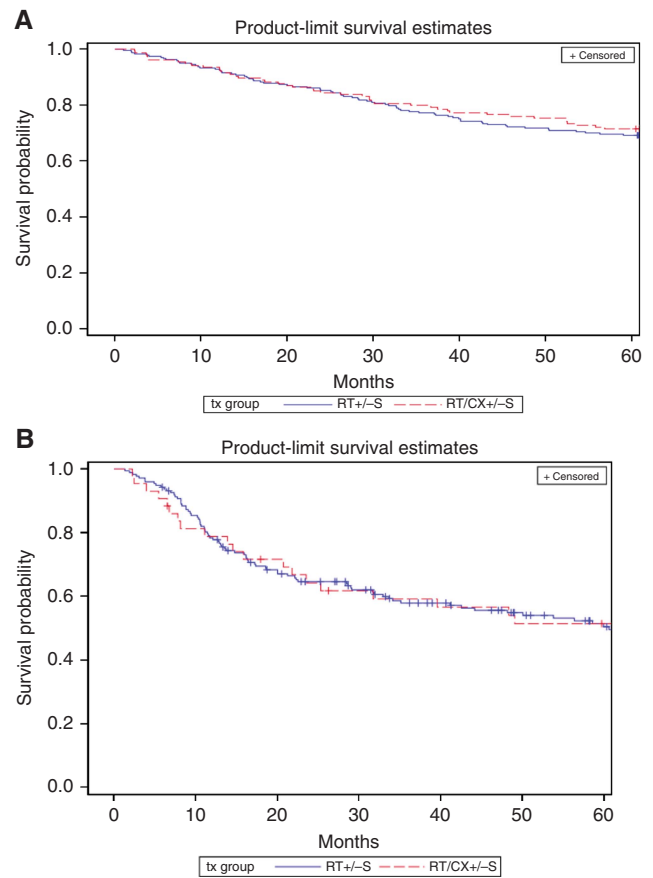 A
Product-limit survival estimates
+ Censored
Survival probability
1.0
0.8
0.6
0.4
0.2
0.0
0 10 20 30 40 50 60
Months
tx group RT+/–S RT/CX+/–S
B
Product-limit survival estimates
+ Censored
Survival probability
1.0
0.8
0.6
0.4
0.2
0.0
0 10 20 30 40 50 60
Months
tx group RT+/–S RT/CX+/–S